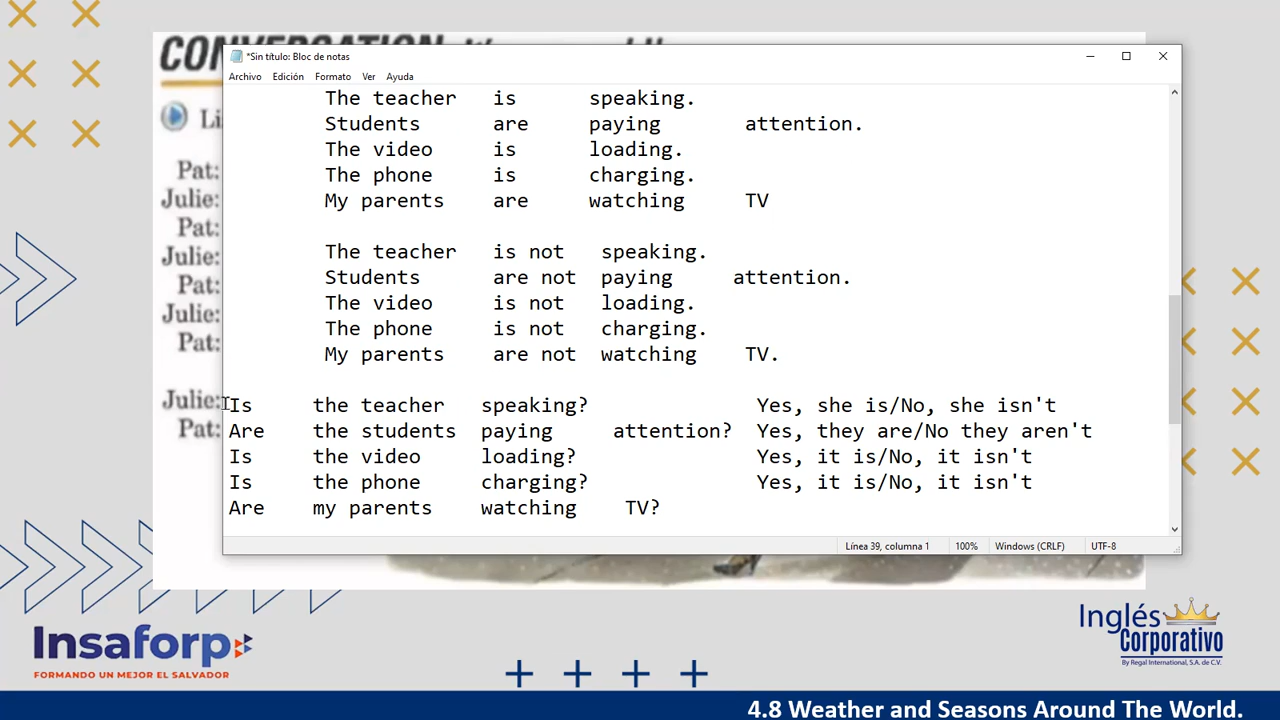 CONVERSATION
*Sin título: Bloc de notas
Archivo Edición Formato Ver Ayuda
Li
Pat:
Julie:
Pat:
Julie:
Pat:
Julie:
Pat:
Julie:
Pat:
The teacher is speaking.
Students are paying attention.
The video is loading.
The phone is charging.
My parents are watching TV
The teacher is not speaking.
Students are not paying attention.
The video is not loading.
The phone is not charging.
My parents are not watching TV.
Is the teacher speaking? Yes, she is/No, she isn't
Are the students paying attention? Yes, they are/No they aren't
Is the video loading? Yes, it is/No, it isn't
Is the phone charging? Yes, it is/No, it isn't
Are my parents watching TV?
Línea 39, columna 1 100% Windows (CRLF) UTF-8
Insaforp
FORMANDO UN MEJOR EL SALVADOR
Inglés
Corporativo
By Regal International, S.A. de C.V.
4.8 Weather and Seasons Around The World.